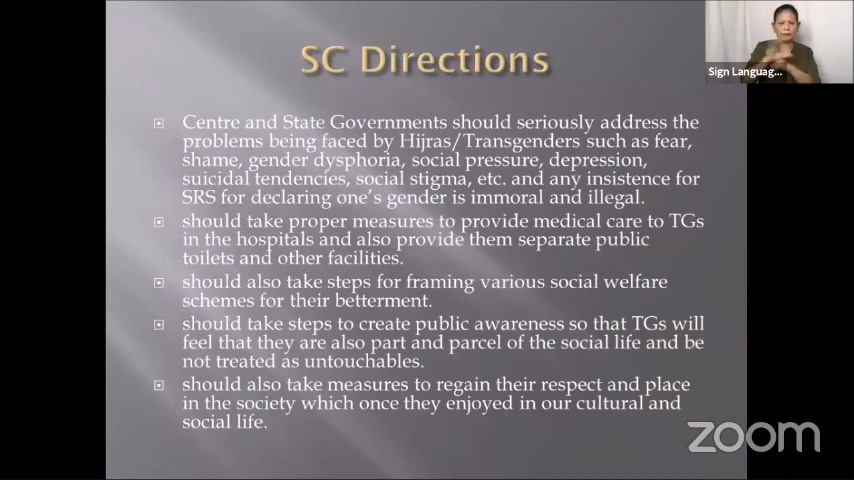 SC Directions
Sign Languag...
Centre and State Governments should seriously address the
problems being faced by Hijras/Transgenders such as fear,
shame, gender dysphoria, social pressure, depression,
suicidal tendencies, social stigma, etc. and any insistence for
SRS for declaring one's gender is immoral and illegal.
should take proper measures to provide medical care to TGs
in the hospitals and also provide them separate public
toilets and other facilities.
should also take steps for framing various social welfare
schemes for their betterment.
should take steps to create public awareness so that TGs will
feel that they are also part and parcel of the social life and be
not treated as untouchables.
should also take measures to regain their respect and place
in the society which once they enjoyed in our cultural and
social life.
zoom